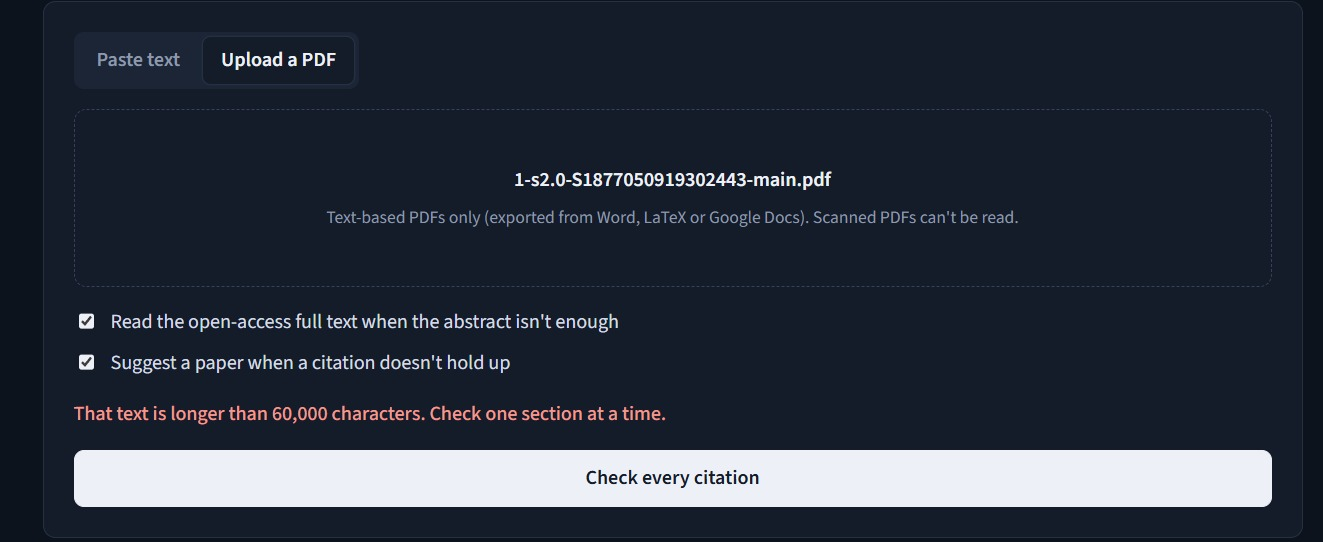 Paste text
Upload a PDF
1-s2.0-S1877050919302443-main.pdf
Text-based PDFs only (exported from Word, LaTeX or Google Docs). Scanned PDFs can't be read.
Read the open-access full text when the abstract isn't enough
Suggest a paper when a citation doesn't hold up
That text is longer than 60,000 characters. Check one section at a time.
Check every citation